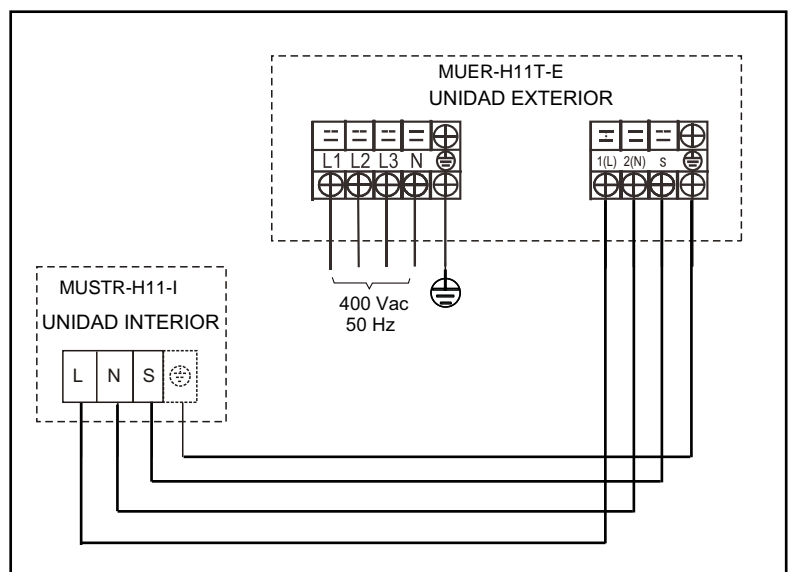 MUER-H11T-E
UNIDAD EXTERIOR
L1 L2 L3 N
1(L) 2(N) S
400 Vac
50 Hz
MUSTR-H11-I
UNIDAD INTERIOR
L N S